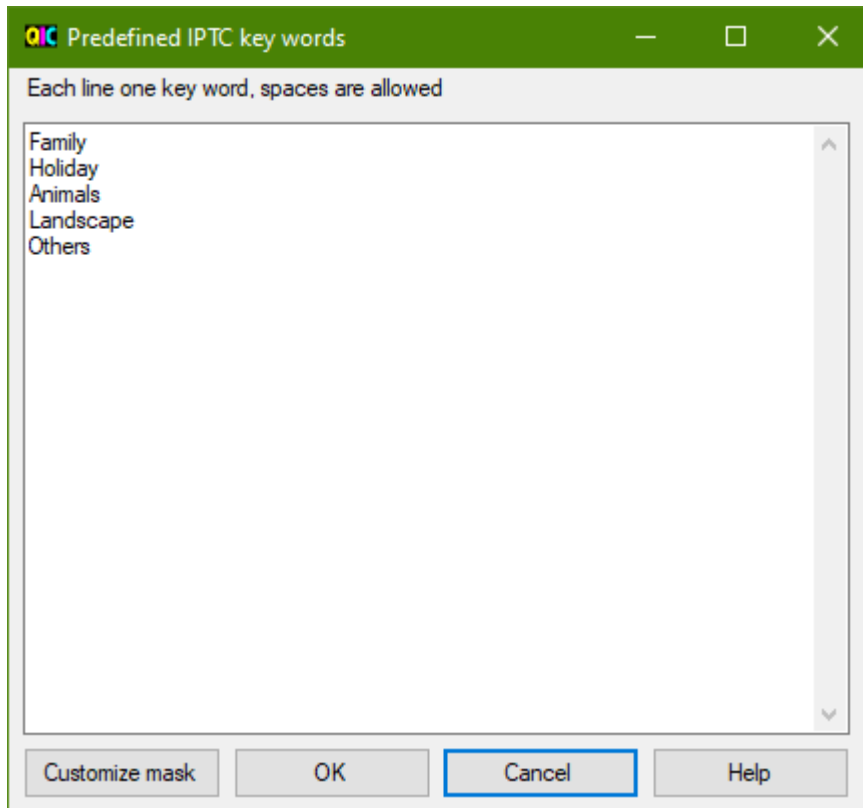 QIC Predefined IPTC key words
Each line one key word, spaces are allowed
Family
Holiday
Animals
Landscape
Others
Customize mask OK Cancel Help